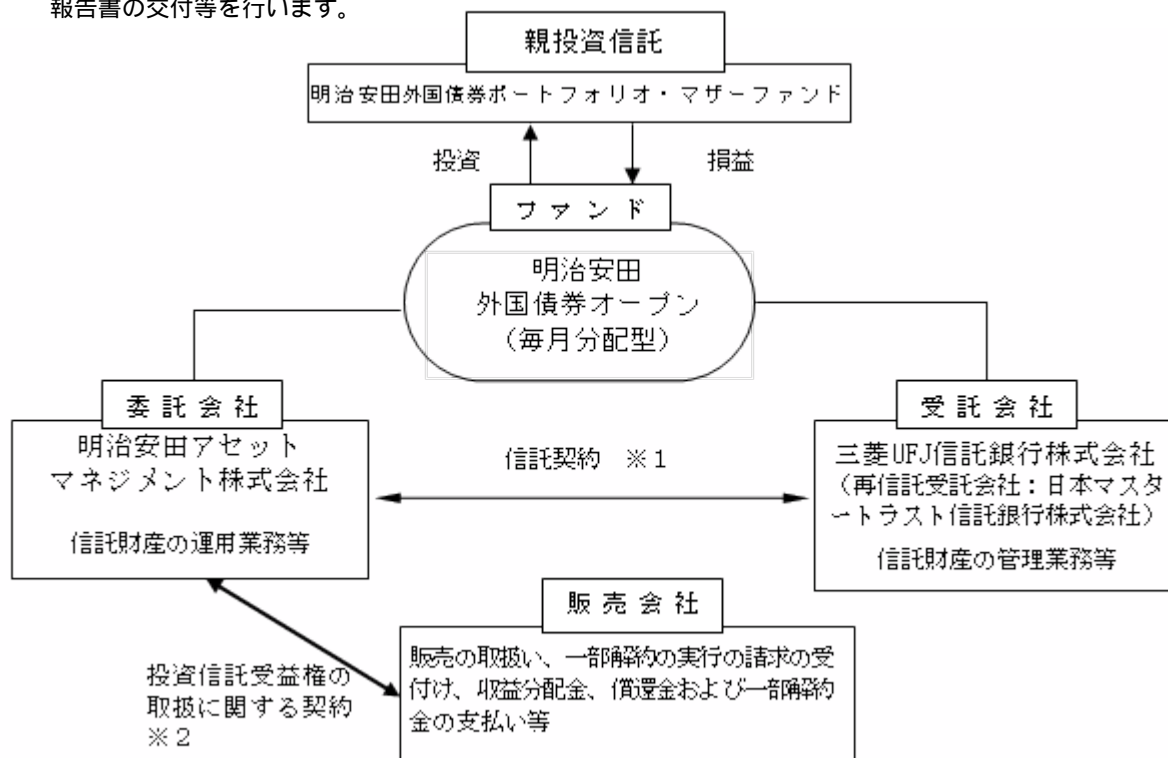 報告書の交付等を行います。
親投資信託
明治安田外国債券ポートフォリオ・マザーファンド
投資
損益
ファンド
明治安田
外国債券オープン
（毎月分配型）
委託会社
明治安田アセット
マネジメント株式会社
信託財産の運用業務等
信託契約　※１
受託会社
三菱UFJ信託銀行株式会社
（再信託受託会社：日本マスタ
ートラスト信託銀行株式会社）
信託財産の管理業務等
販売会社
販売の取扱い、一部解約の実行の請求の受
付け、収益分配金、償還金および一部解約
金の支払い等
投資信託受益権の
取扱に関する契約
※２